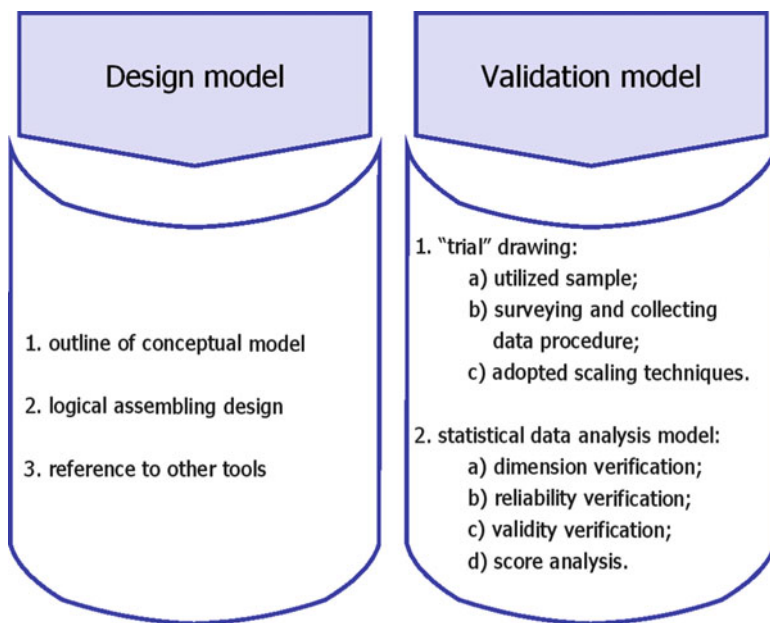 Design model
1. outline of conceptual model
2. logical assembling design
3. reference to other tools
Validation model
1. “trial” drawing:
a) utilized sample;
b) surveying and collecting
data procedure;
c) adopted scaling techniques.
2. statistical data analysis model:
a) dimension verification;
b) reliability verification;
c) validity verification;
d) score analysis.